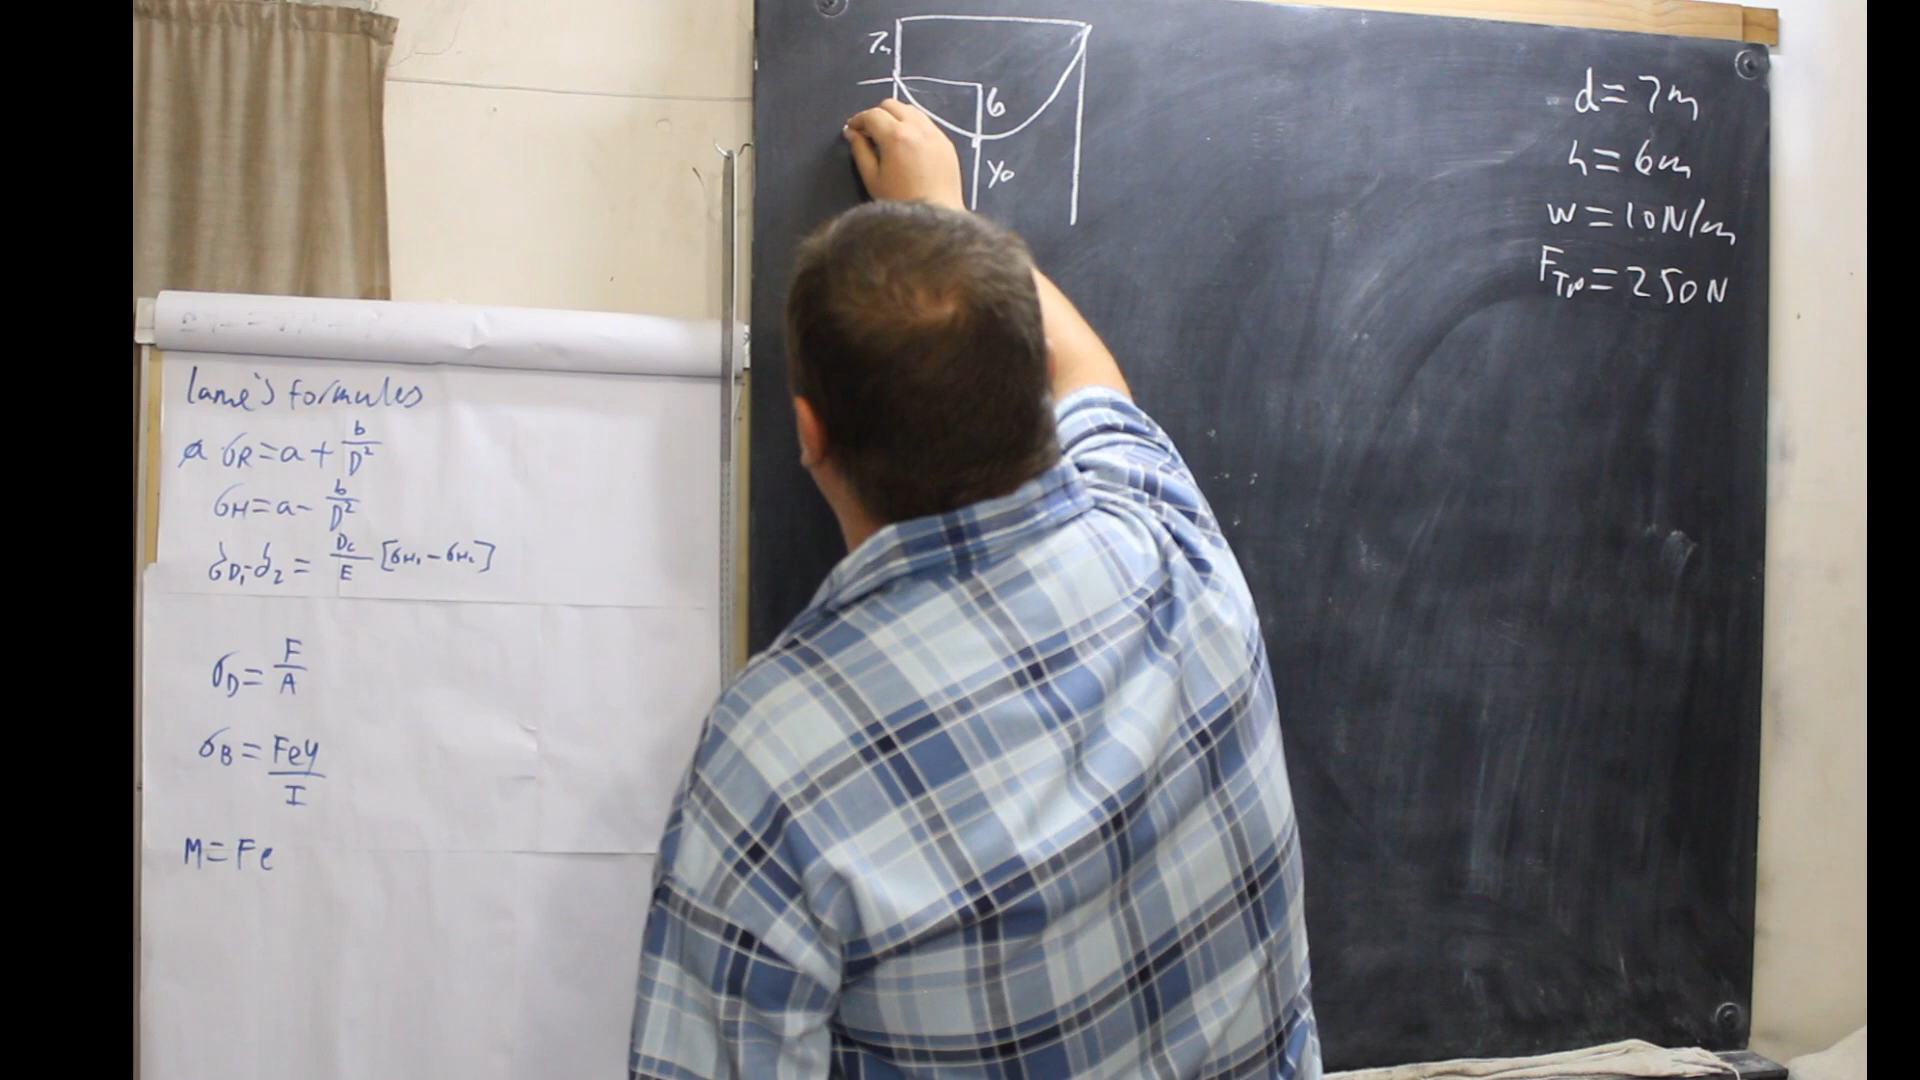 lame's formules
σR = a + b/D²
σH = a - b/D²
δD₁-δ₂ = Dc/E [σH₁ - σH₂]
σD = F/A
σB = Fey/I
M = Fe
7m
6
y₀
d = 7m
h = 6m
w = 10N/m
= 250N